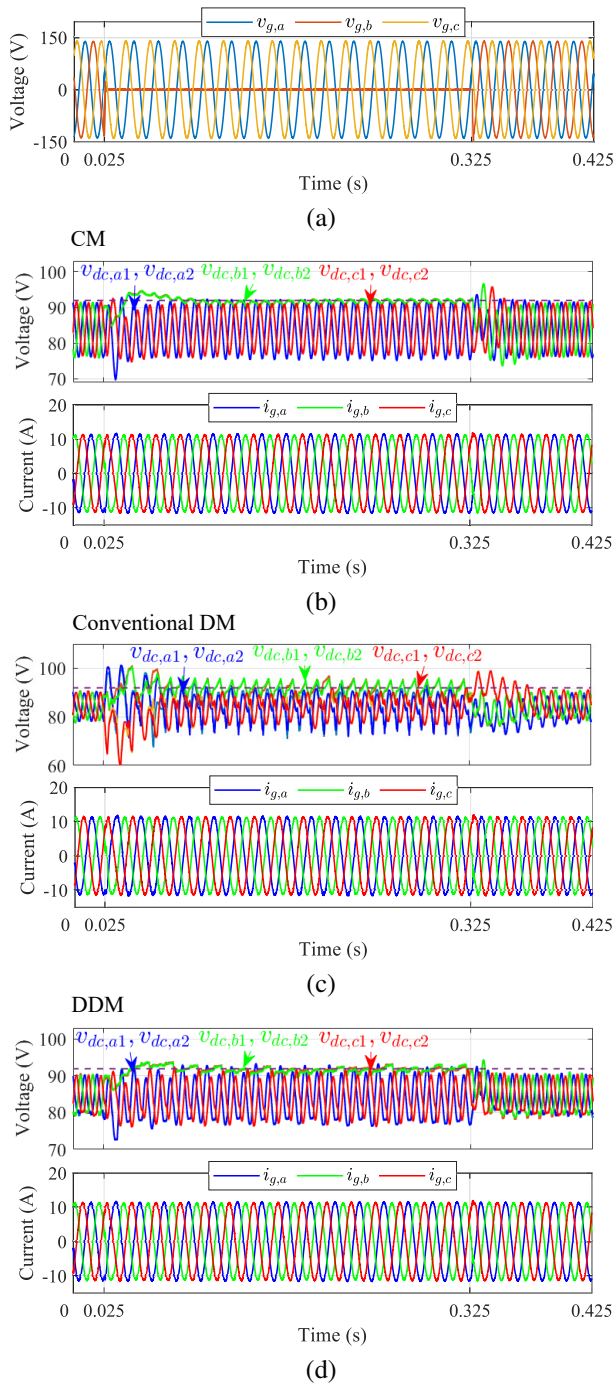 v_{g,a} v_{g,b} v_{g,c}
Voltage (V)
150
0
-150
0 0.025 0.325 0.425
Time (s)
(a)
CM
v_{dc,a1}, v_{dc,a2} v_{dc,b1}, v_{dc,b2} v_{dc,c1}, v_{dc,c2}
Voltage (V)
100
90
80
70
i_{g,a} i_{g,b} i_{g,c}
Current (A)
20
10
0
-10
0 0.025 0.325 0.425
Time (s)
(b)
Conventional DM
v_{dc,a1}, v_{dc,a2} v_{dc,b1}, v_{dc,b2} v_{dc,c1}, v_{dc,c2}
Voltage (V)
100
80
60
i_{g,a} i_{g,b} i_{g,c}
Current (A)
20
10
0
-10
0 0.025 0.325 0.425
Time (s)
(c)
DDM
v_{dc,a1}, v_{dc,a2} v_{dc,b1}, v_{dc,b2} v_{dc,c1}, v_{dc,c2}
Voltage (V)
100
90
80
70
i_{g,a} i_{g,b} i_{g,c}
Current (A)
20
10
0
-10
0 0.025 0.325 0.425
Time (s)
(d)